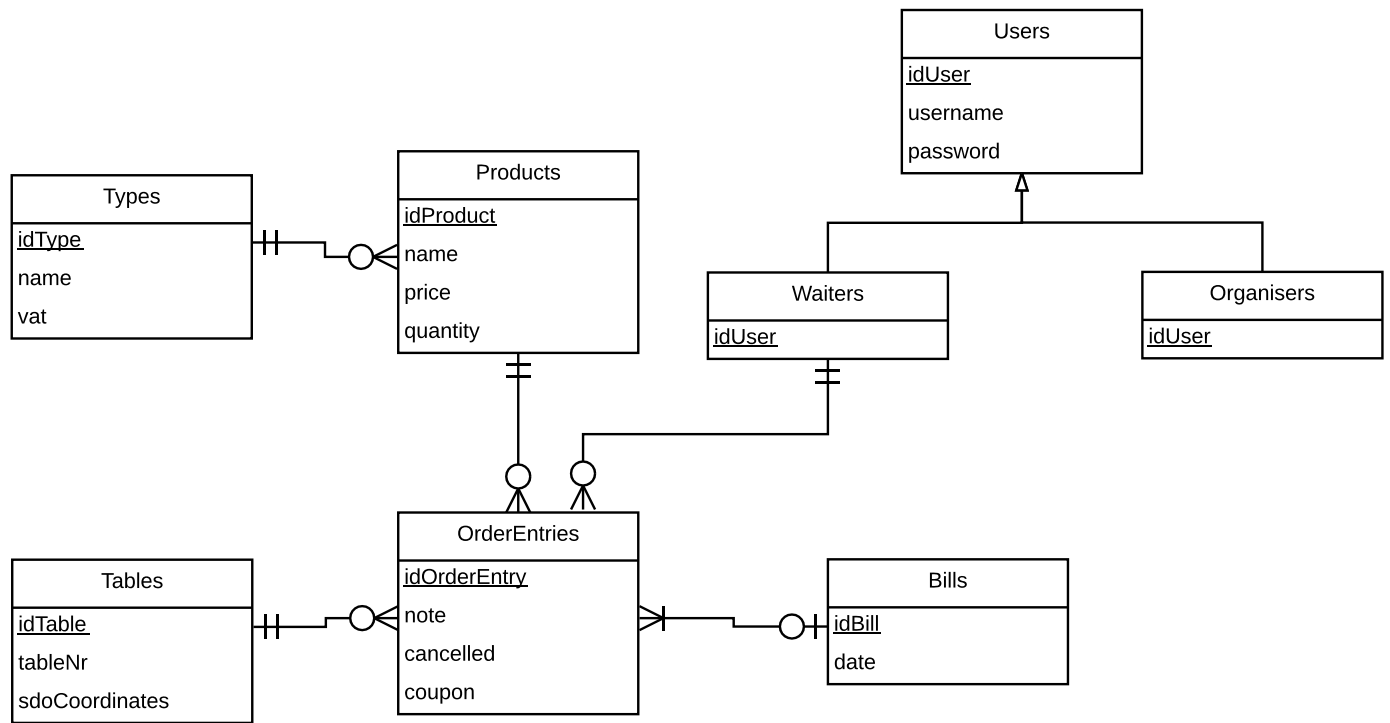 Users
idUser
username
password
Types
idType
name
vat
Products
idProduct
name
price
quantity
Waiters
idUser
Organisers
idUser
Tables
idTable
tableNr
sdoCoordinates
OrderEntries
idOrderEntry
note
cancelled
coupon
Bills
idBill
date